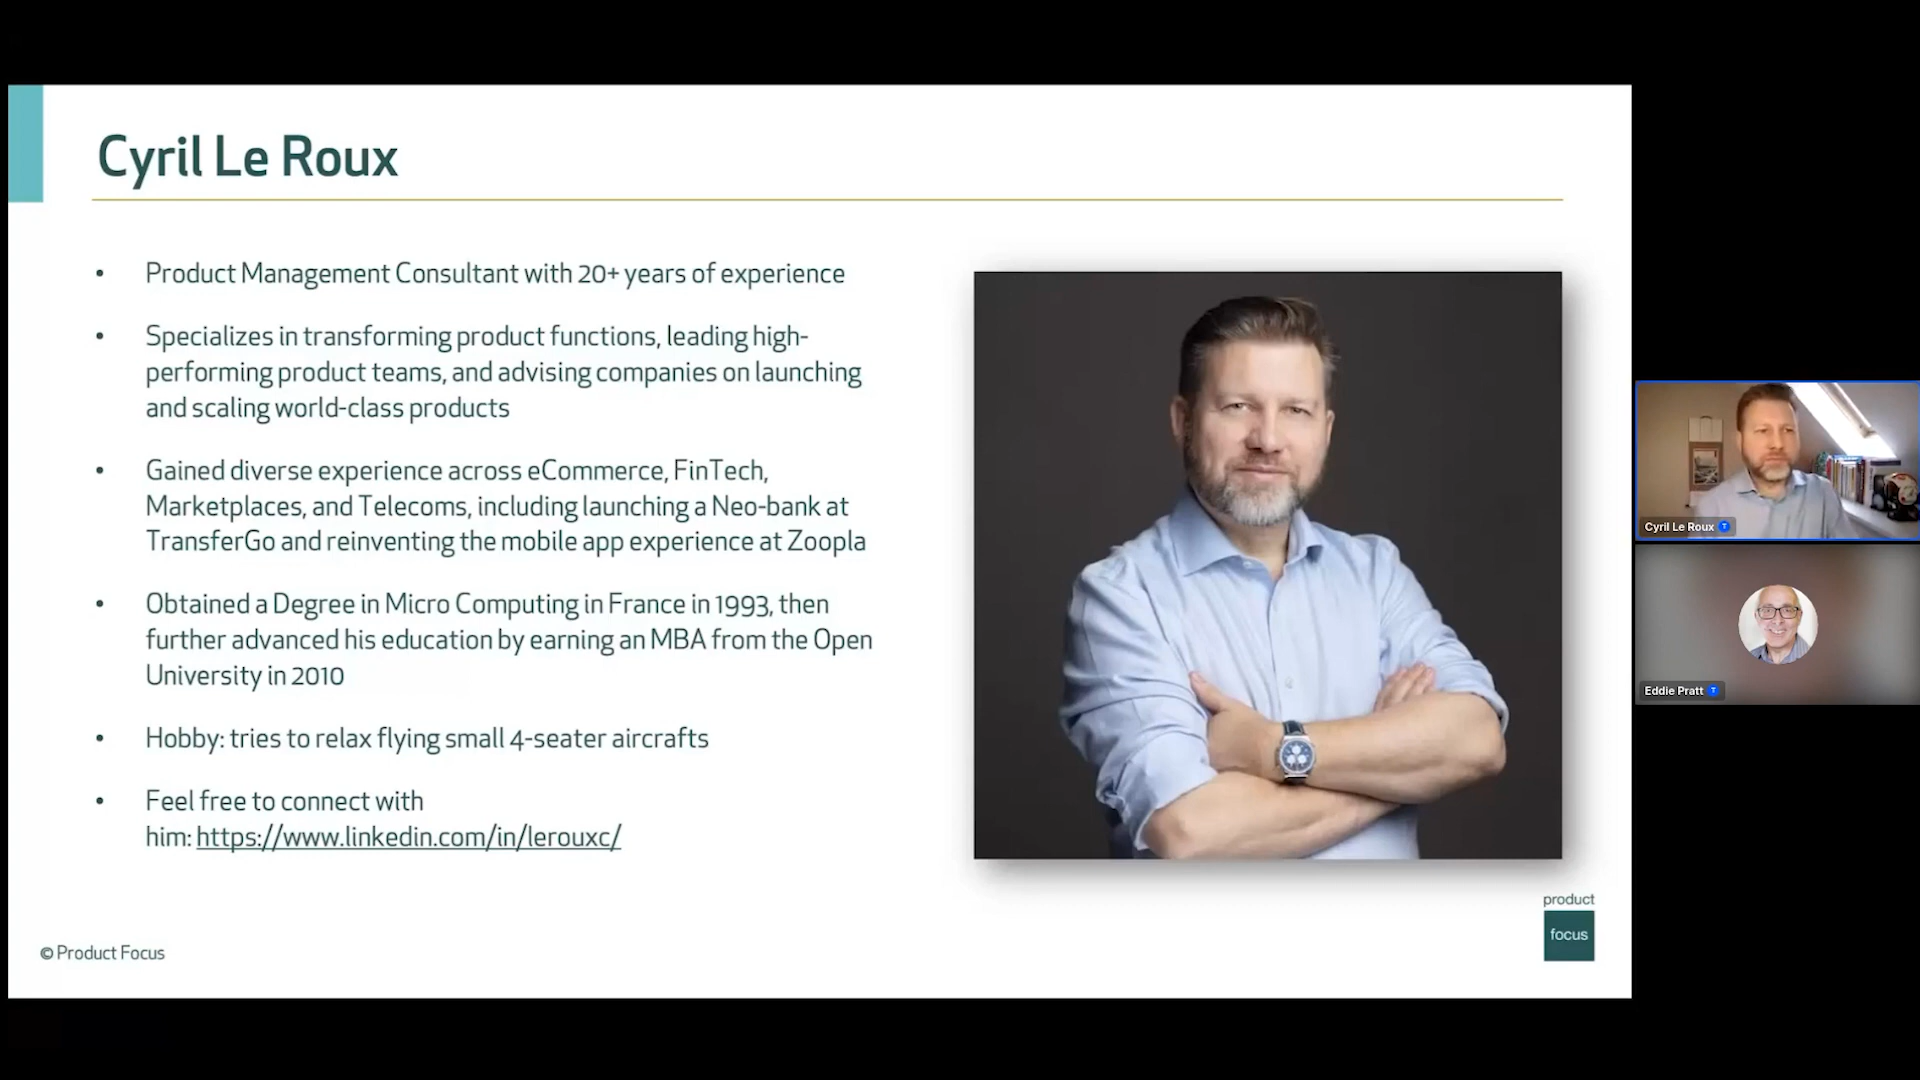 Cyril Le Roux
• Product Management Consultant with 20+ years of experience
• Specializes in transforming product functions, leading high-
performing product teams, and advising companies on launching
and scaling world-class products
• Gained diverse experience across eCommerce, FinTech,
Marketplaces, and Telecoms, including launching a Neo-bank at
TransferGo and reinventing the mobile app experience at Zoopla
• Obtained a Degree in Micro Computing in France in 1993, then
further advanced his education by earning an MBA from the Open
University in 2010
• Hobby: tries to relax flying small 4-seater aircrafts
• Feel free to connect with
him: https://www.linkedin.com/in/lerouxc/
© Product Focus
product
focus
Cyril Le Roux T
Eddie Pratt T